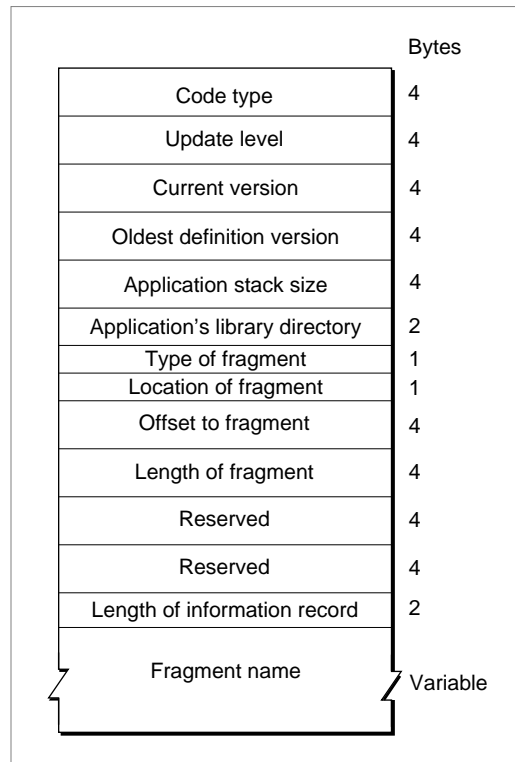 Bytes
Code type 4
Update level 4
Current version 4
Oldest definition version 4
Application stack size 4
Application’s library directory 2
Type of fragment 1
Location of fragment 1
Offset to fragment 4
Length of fragment 4
Reserved 4
Reserved 4
Length of information record 2
Fragment name Variable